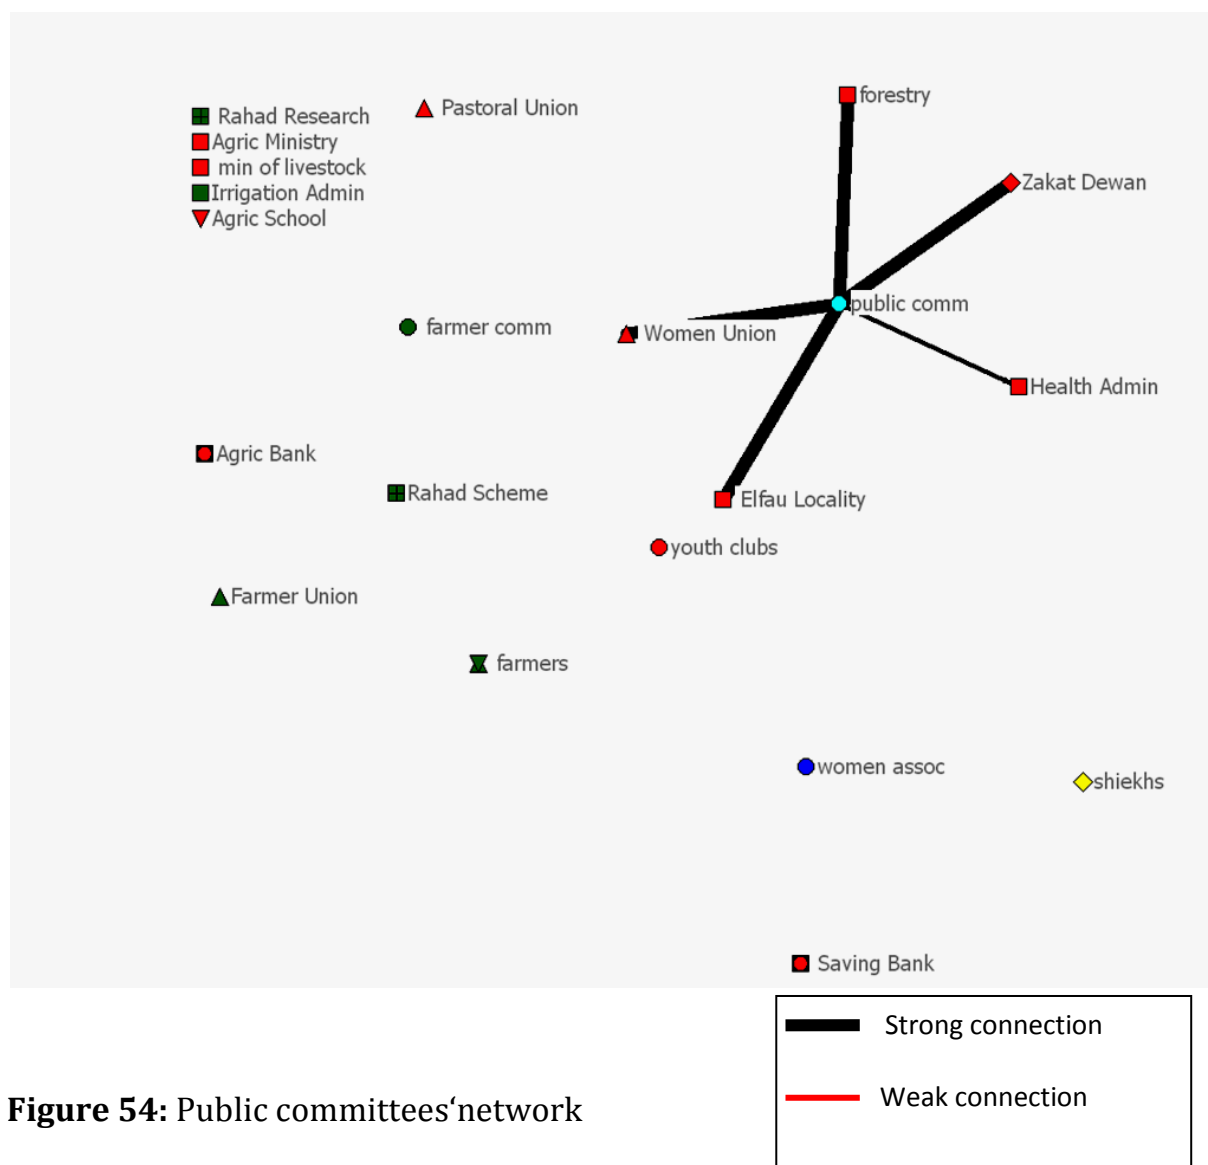 forestry
Rahad Research
Pastoral Union
Agric Ministry
min of livestock
Zakat Dewan
Irrigation Admin
Agric School
public comm
farmer comm
Women Union
Health Admin
Agric Bank
Rahad Scheme
Elfau Locality
youth clubs
Farmer Union
farmers
women assoc
shiekhs
Saving Bank
Strong connection
Weak connection
Figure 54: Public committees‘network